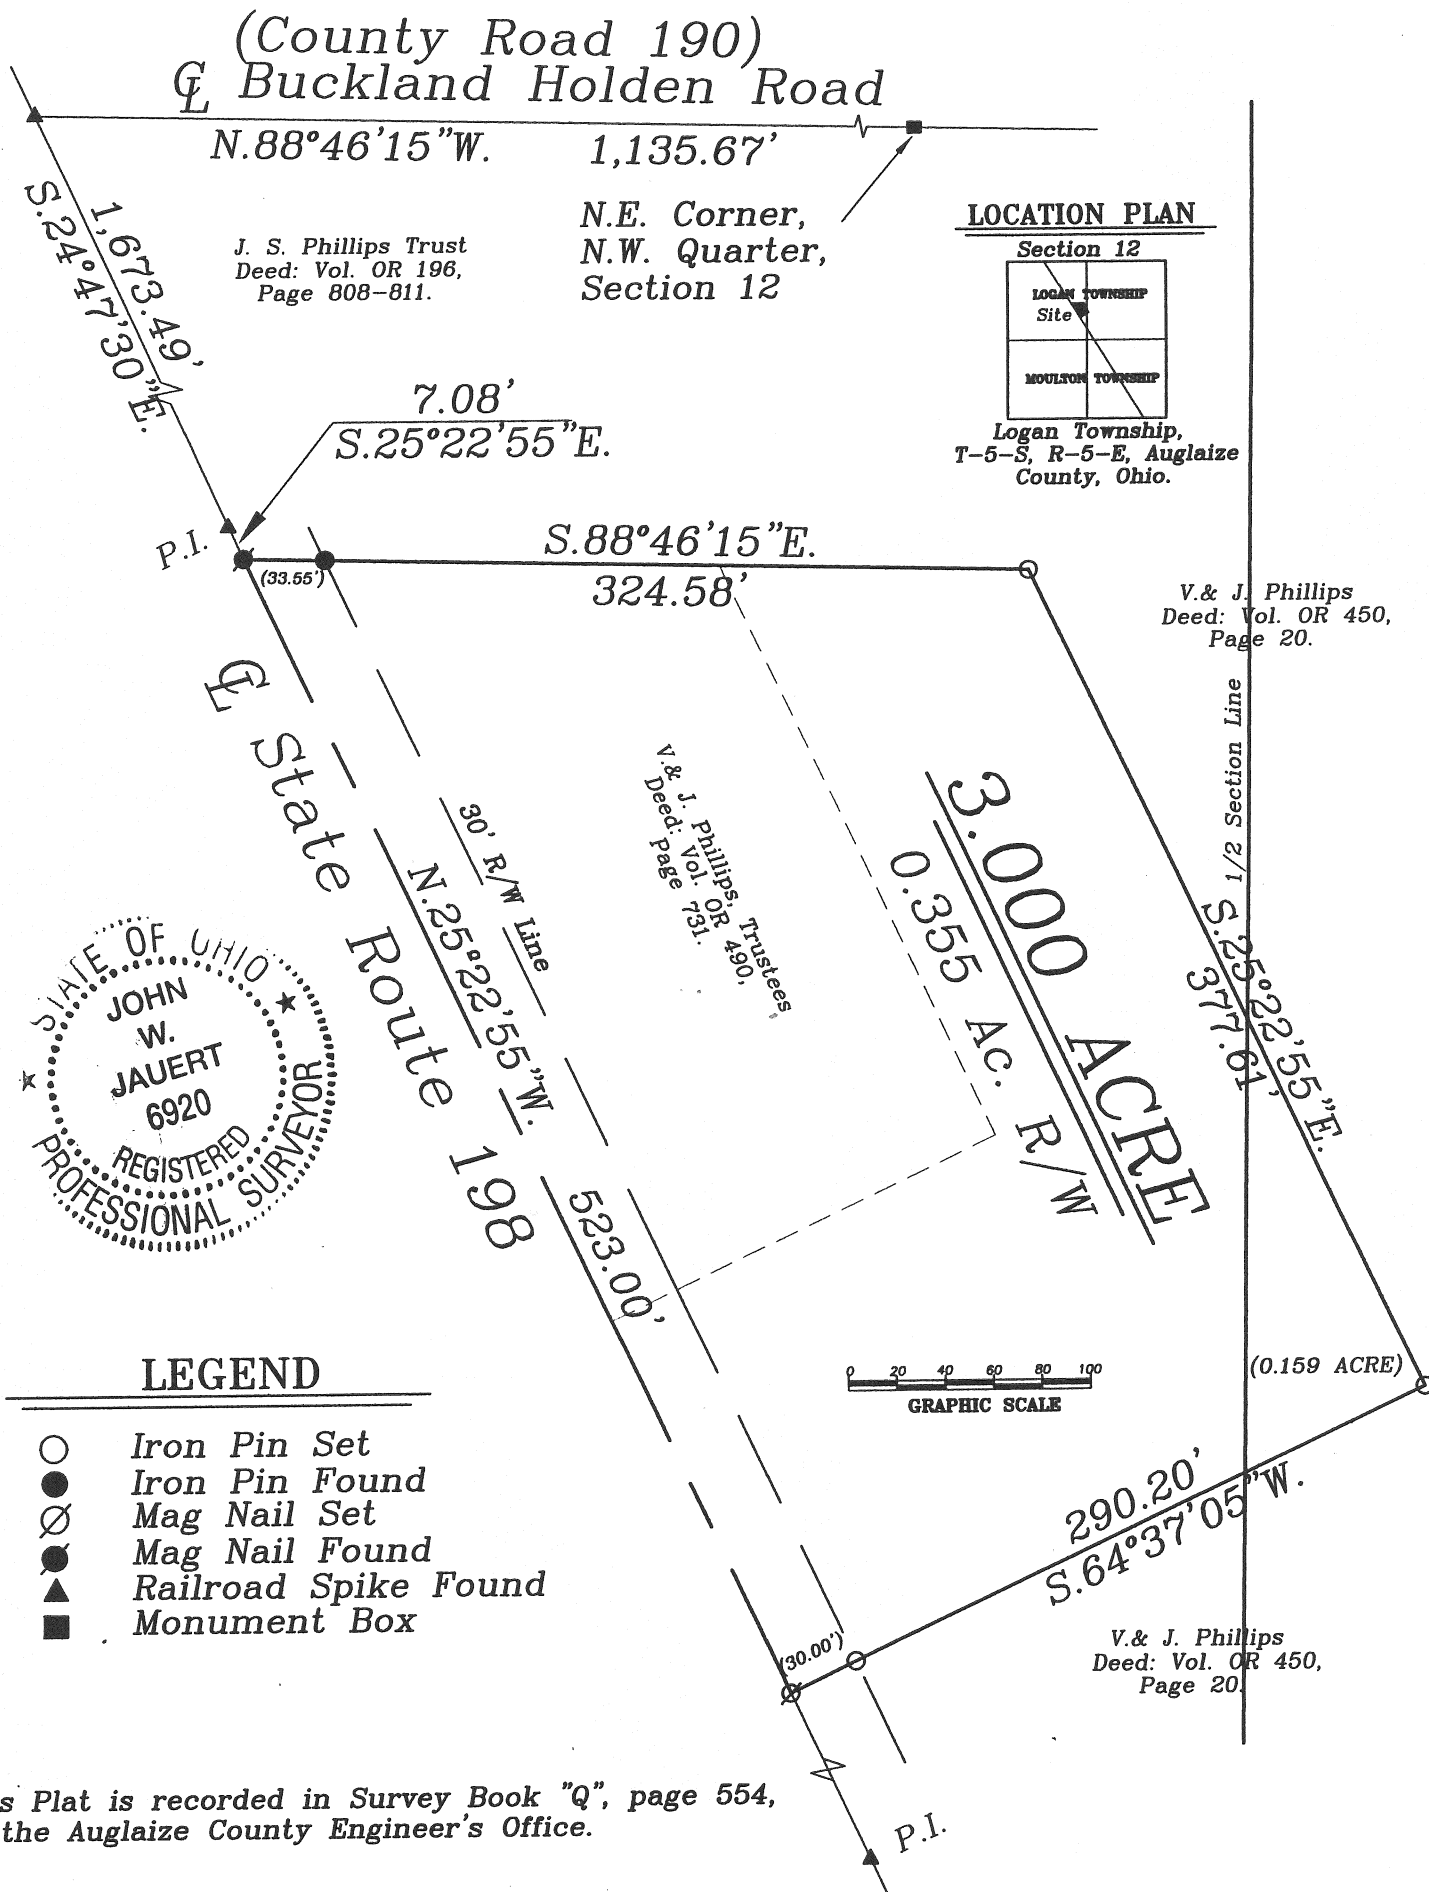 (County Road 190)
℄ Buckland Holden Road
N.88°46'15"W. 1,135.67'
1,673.49'
S.24°47'30"E.
J. S. Phillips Trust
Deed: Vol. OR 196,
Page 808-811.
N.E. Corner,
N.W. Quarter,
Section 12
LOCATION PLAN
Section 12
LOGAN TOWNSHIP
Site
MOULTON TOWNSHIP
Logan Township,
T-5-S, R-5-E, Auglaize
County, Ohio.
7.08'
S.25°22'55"E.
P.I.
(33.55')
S.88°46'15"E.
324.58'
V.& J. Phillips
Deed: Vol. OR 450,
Page 20.
1/2 Section Line
℄ State Route 198
30' R/W Line
N.25°22'55"W.
523.00'
V.& J. Phillips, Trustees
Deed: Vol. OR 490,
Page 731.
3.000 ACRE
0.355 Ac. R/W
S.25°22'55"E.
377.61'
STATE OF OHIO
JOHN
W.
JAUERT
6920
REGISTERED
PROFESSIONAL SURVEYOR
0 20 40 60 80 100
GRAPHIC SCALE
(0.159 ACRE)
290.20'
S.64°37'05"W.
LEGEND
Iron Pin Set
Iron Pin Found
Mag Nail Set
Mag Nail Found
Railroad Spike Found
Monument Box
(30.00')
V.& J. Phillips
Deed: Vol. OR 450,
Page 20.
P.I.
s Plat is recorded in Survey Book "Q", page 554,
the Auglaize County Engineer's Office.